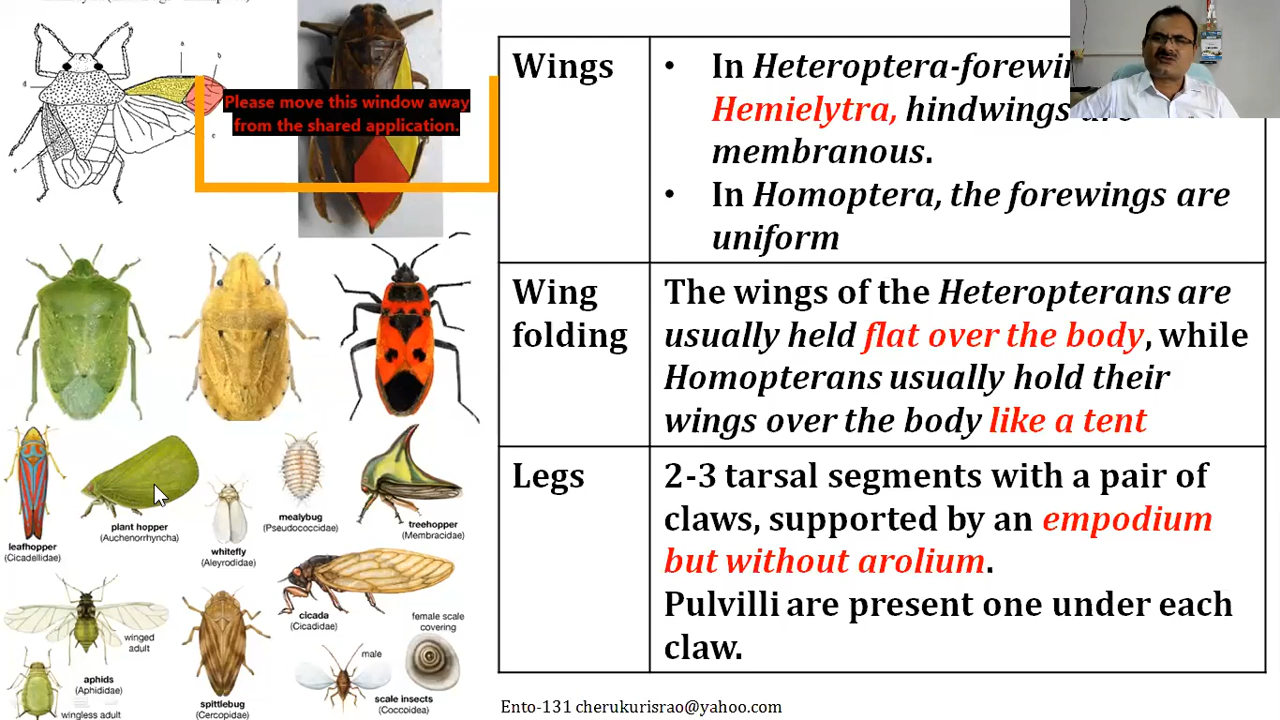 a
b
c
e
Please move this window away
from the shared application.
Wings
• In Heteroptera-forewi
Hemielytra, hindwings are
membranous.
• In Homoptera, the forewings are
uniform
Wing
folding
The wings of the Heteropterans are
usually held flat over the body, while
Homopterans usually hold their
wings over the body like a tent
Legs
2-3 tarsal segments with a pair of
claws, supported by an empodium
but without arolium.
Pulvilli are present one under each
claw.
leafhopper
(Cicadellidae)
plant hopper
(Auchenorrhyncha)
whitefly
(Aleyrodidae)
mealybug
(Pseudococcidae)
treehopper
(Membracidae)
winged
adult
aphids
(Aphididae)
wingless adult
spittlebug
(Cercopidae)
cicada
(Cicadidae)
female scale
covering
male
scale insects
(Coccoidea)
Ento-131 cherukurisrao@yahoo.com